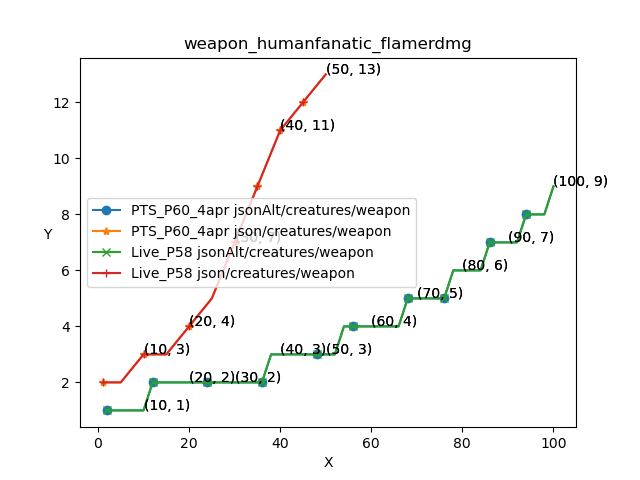 weapon_humanfanatic_flamerdmg
(50, 13)
12
(40, 11)
10
(100, 9)
8
PTS_P60_4apr jsonAlt/creatures/weapon
PTS_P60_4apr json/creatures/weapon
Live_P58 jsonAlt/creatures/weapon
Live_P58 json/creatures/weapon
(30, 7)
(90, 7)
Y
6
(80, 6)
(70, 5)
4
(20, 4)
(60, 4)
(10, 3)
(40, 3)
(50, 3)
2
(20, 2)
(30, 2)
(10, 1)
0 20 40 60 80 100
X